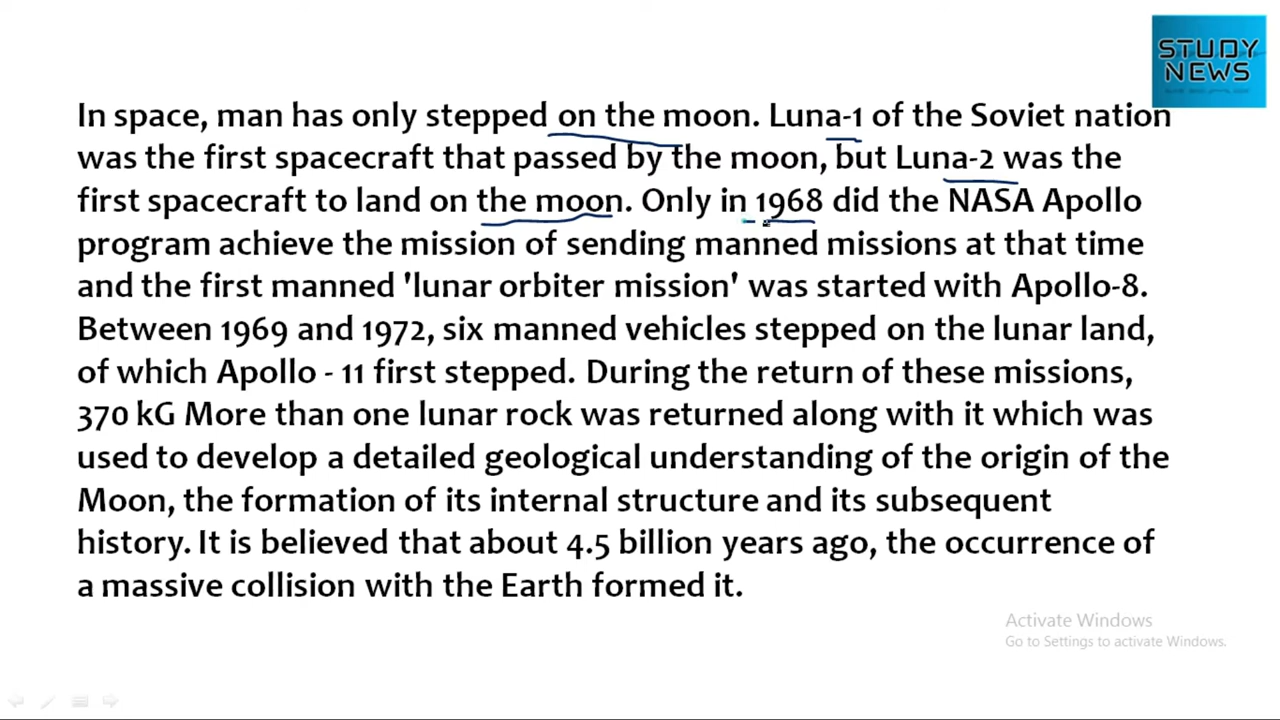 STUDY
NEWS
In space, man has only stepped on the moon. Luna-1 of the Soviet nation
was the first spacecraft that passed by the moon, but Luna-2 was the
first spacecraft to land on the moon. Only in 1968 did the NASA Apollo
program achieve the mission of sending manned missions at that time
and the first manned 'lunar orbiter mission' was started with Apollo-8.
Between 1969 and 1972, six manned vehicles stepped on the lunar land,
of which Apollo - 11 first stepped. During the return of these missions,
370 kG More than one lunar rock was returned along with it which was
used to develop a detailed geological understanding of the origin of the
Moon, the formation of its internal structure and its subsequent
history. It is believed that about 4.5 billion years ago, the occurrence of
a massive collision with the Earth formed it.
Activate Windows
Go to Settings to activate Windows.